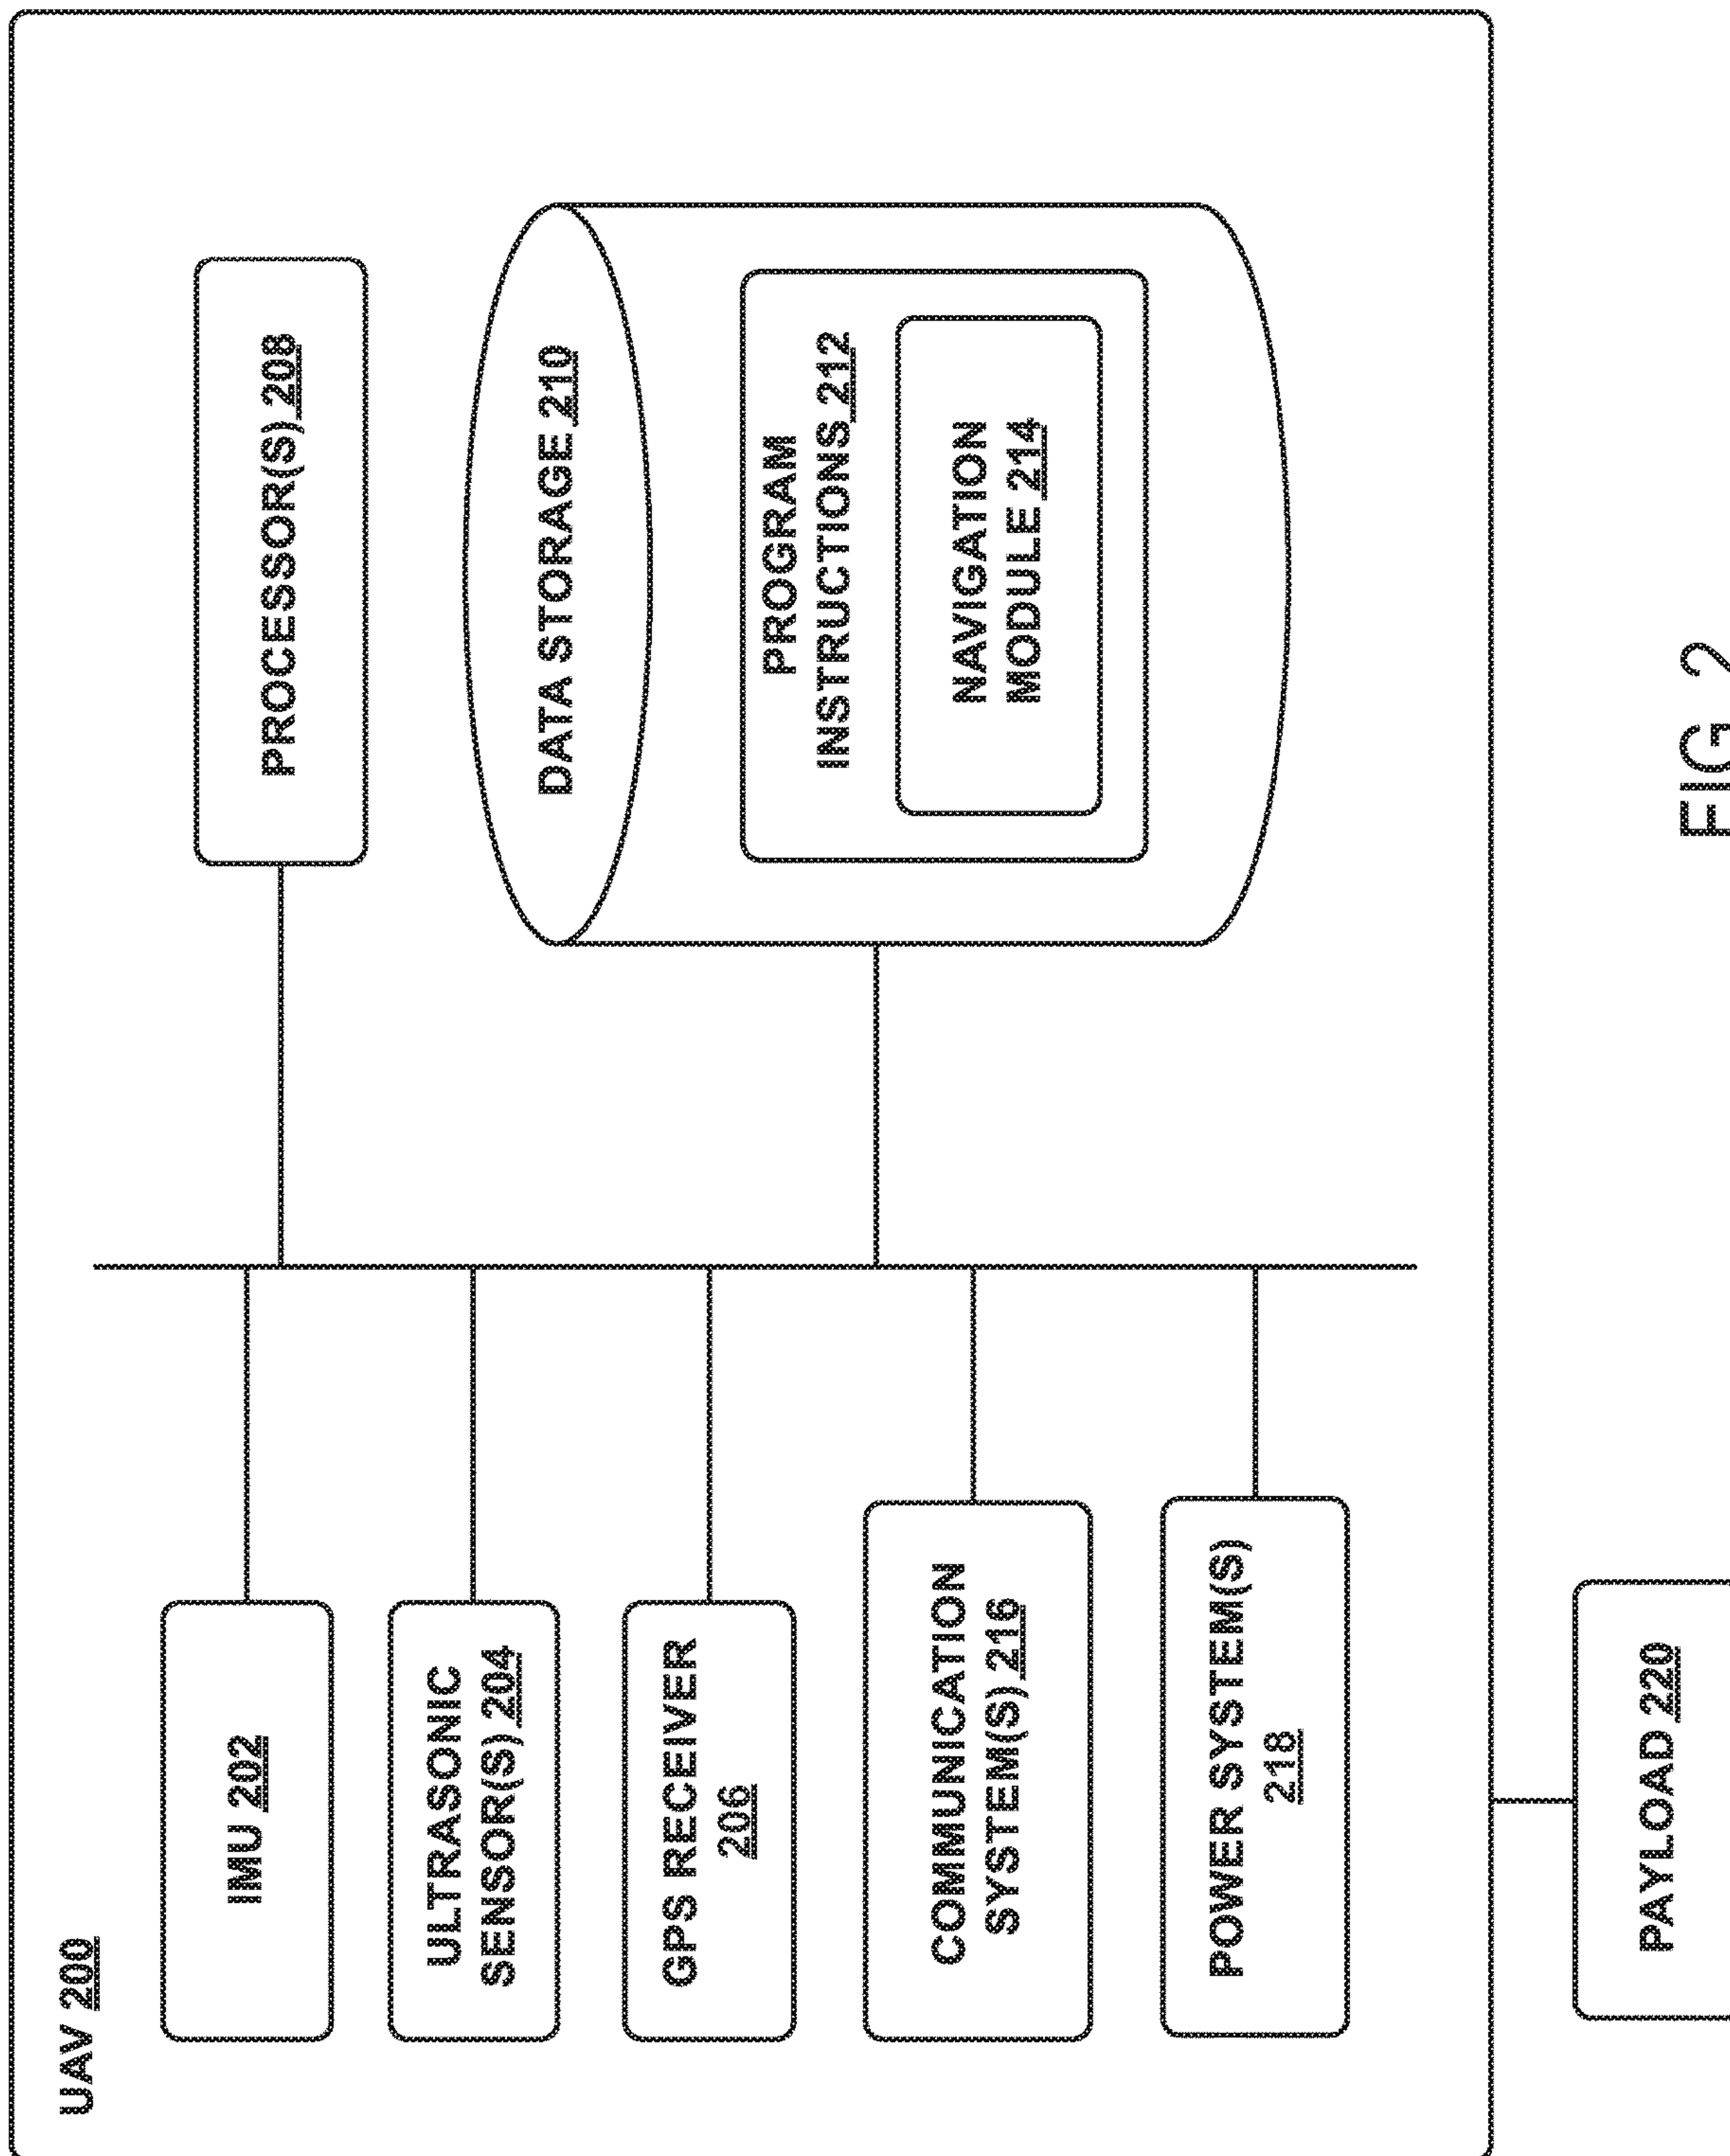 UAV 200
IMU 202
ULTRASONIC
SENSOR(S) 204
GPS RECEIVER
206
COMMUNICATION
SYSTEM(S) 216
POWER SYSTEM(S)
218
PROCESSOR(S) 208
DATA STORAGE 210
PROGRAM
INSTRUCTIONS 212
NAVIGATION
MODULE 214
PAYLOAD 220
FIG 2